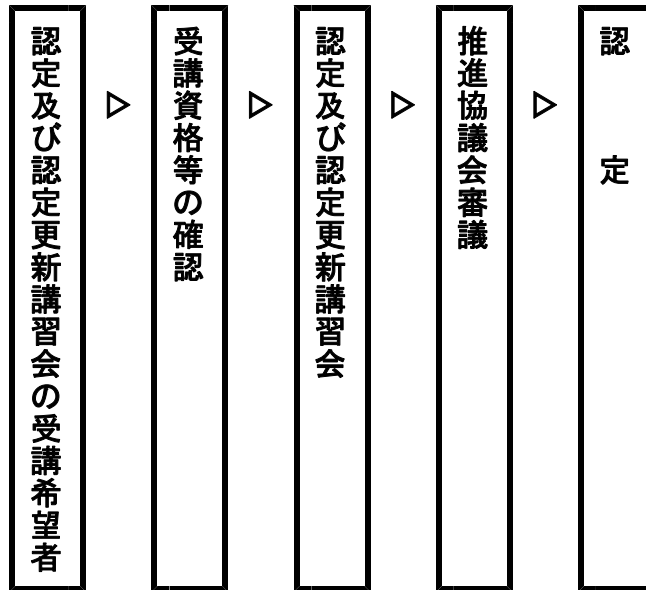 認定及び認定更新講習会の受講希望者
▷
受講資格等の確認
▷
認定及び認定更新講習会
▷
推進協議会審議
▷
認　　定